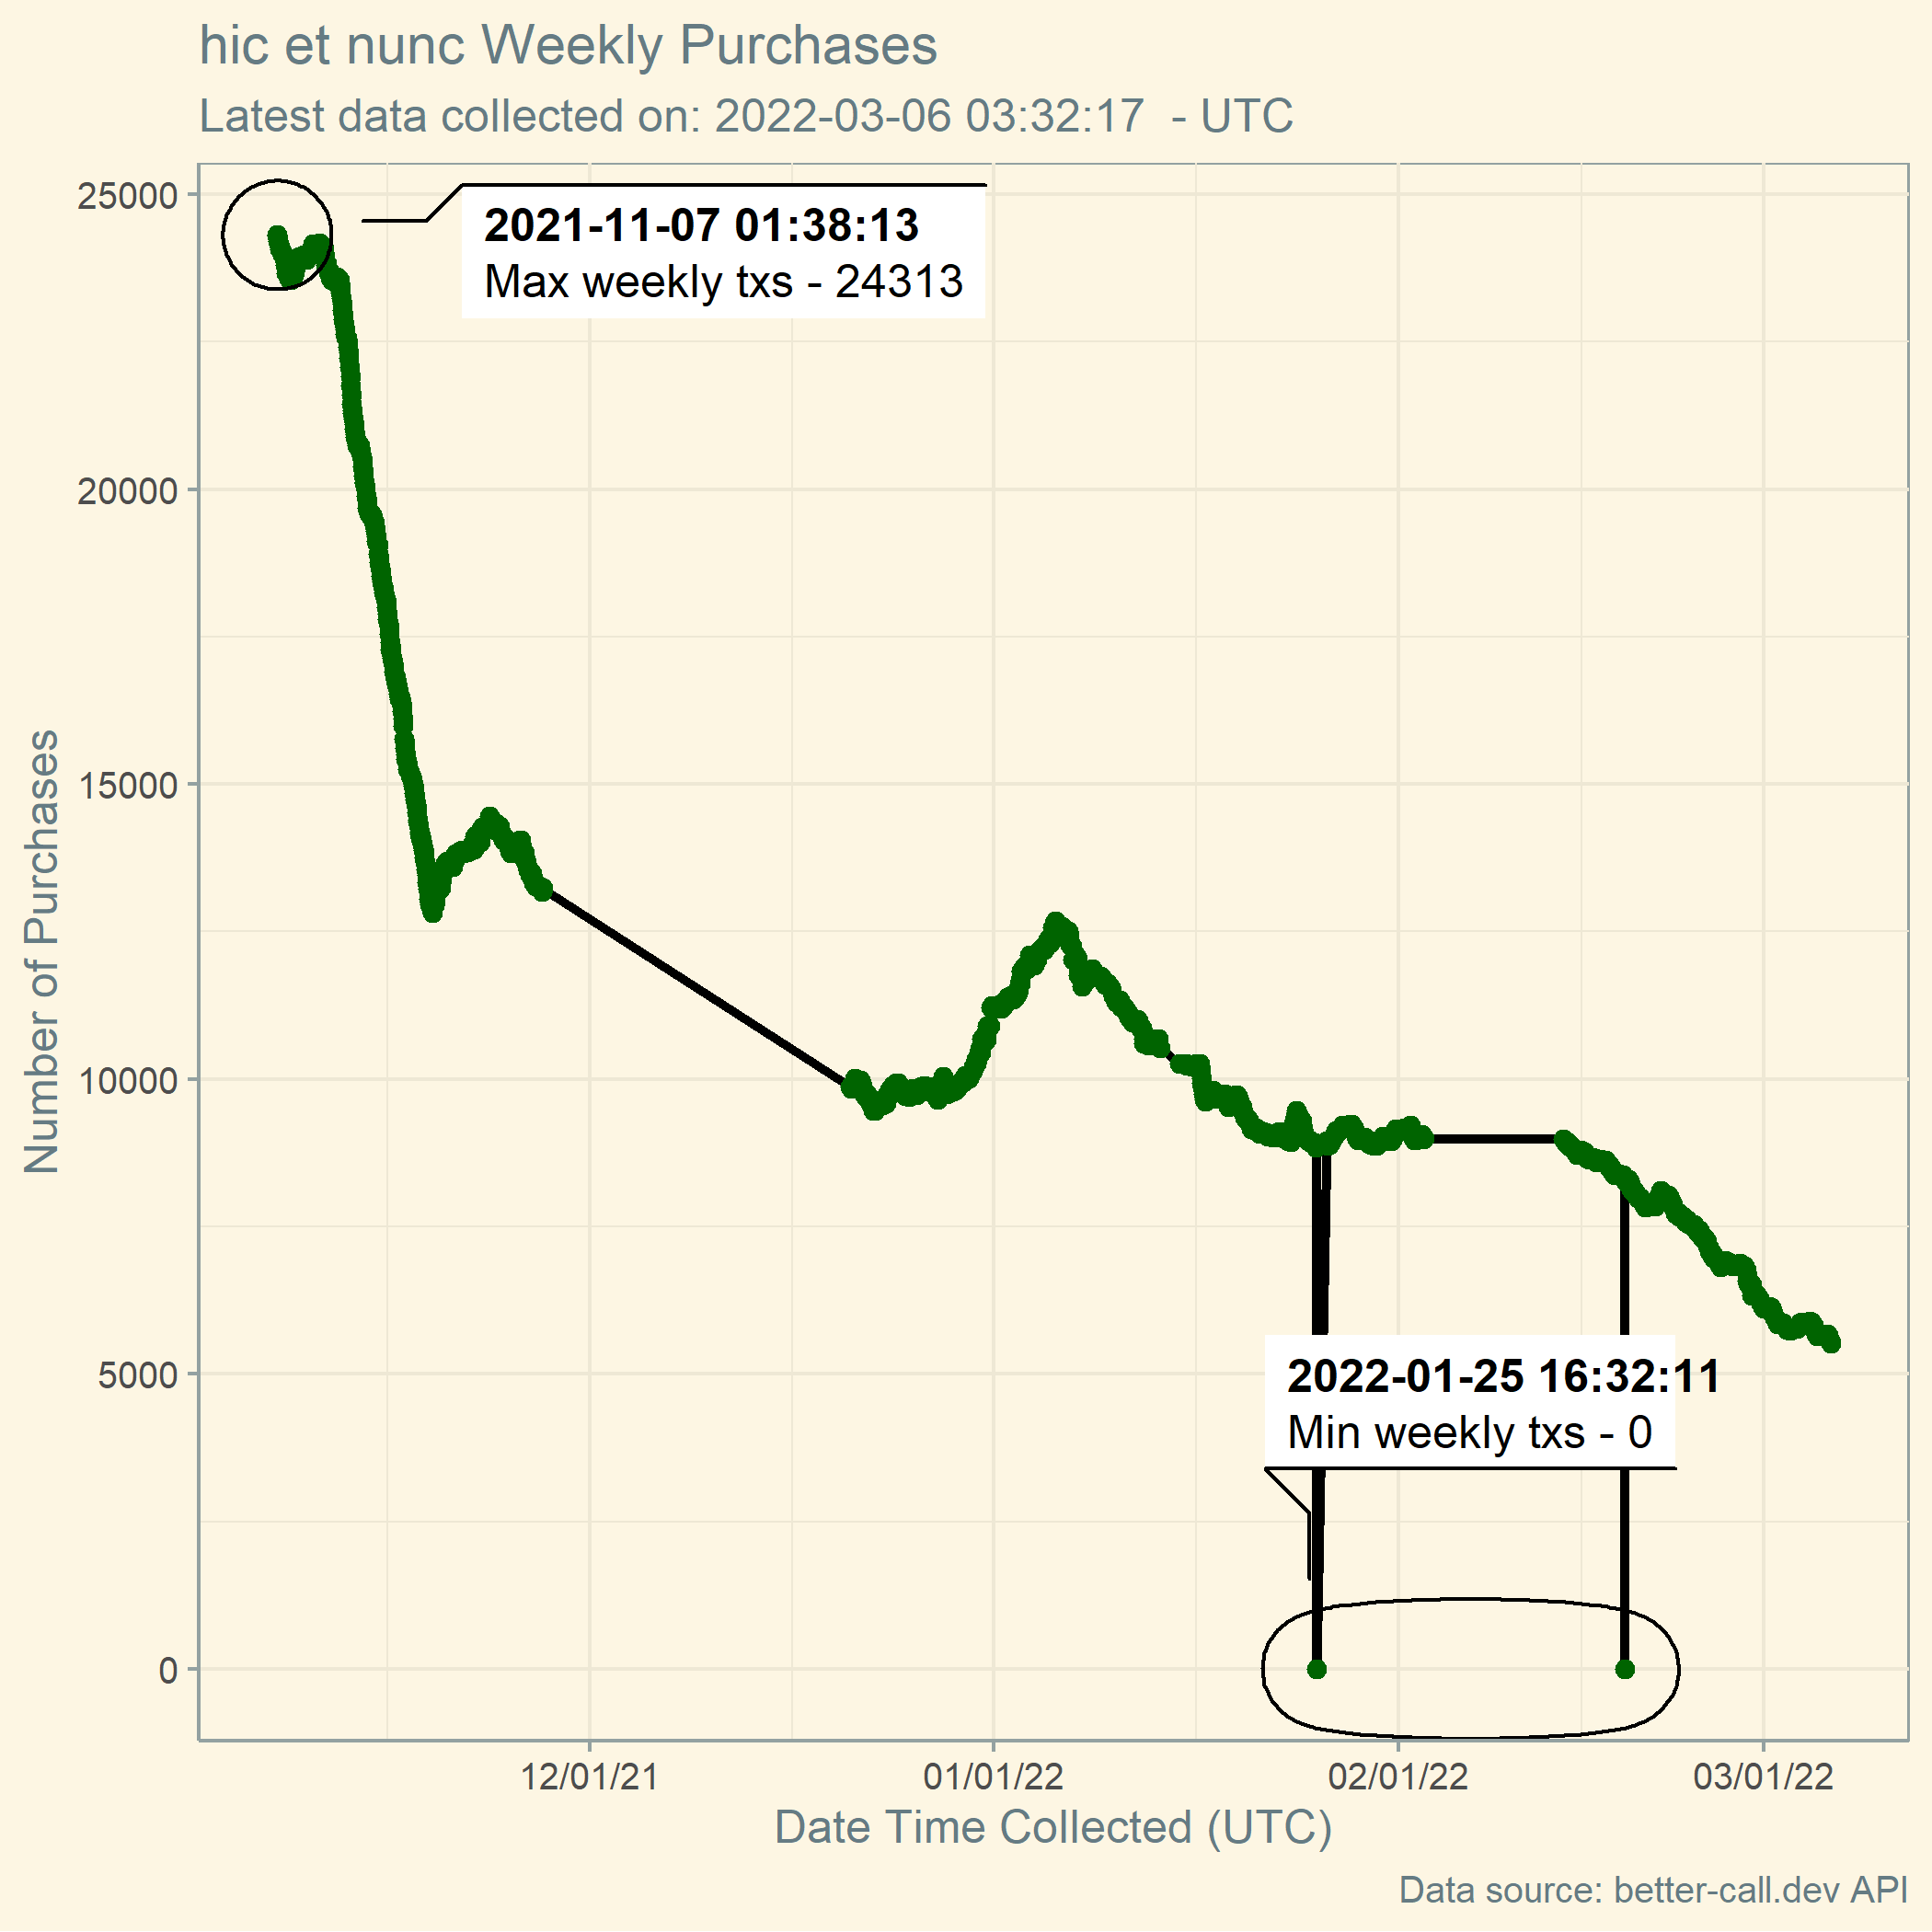 hic et nunc Weekly Purchases
Latest data collected on: 2022-03-06 03:32:17  - UTC
25000
2021-11-07 01:38:13
Max weekly txs - 24313
20000
15000
10000
5000
0
Number of Purchases
2022-01-25 16:32:11
Min weekly txs - 0
12/01/21
01/01/22
02/01/22
03/01/22
Date Time Collected (UTC)
Data source: better-call.dev API